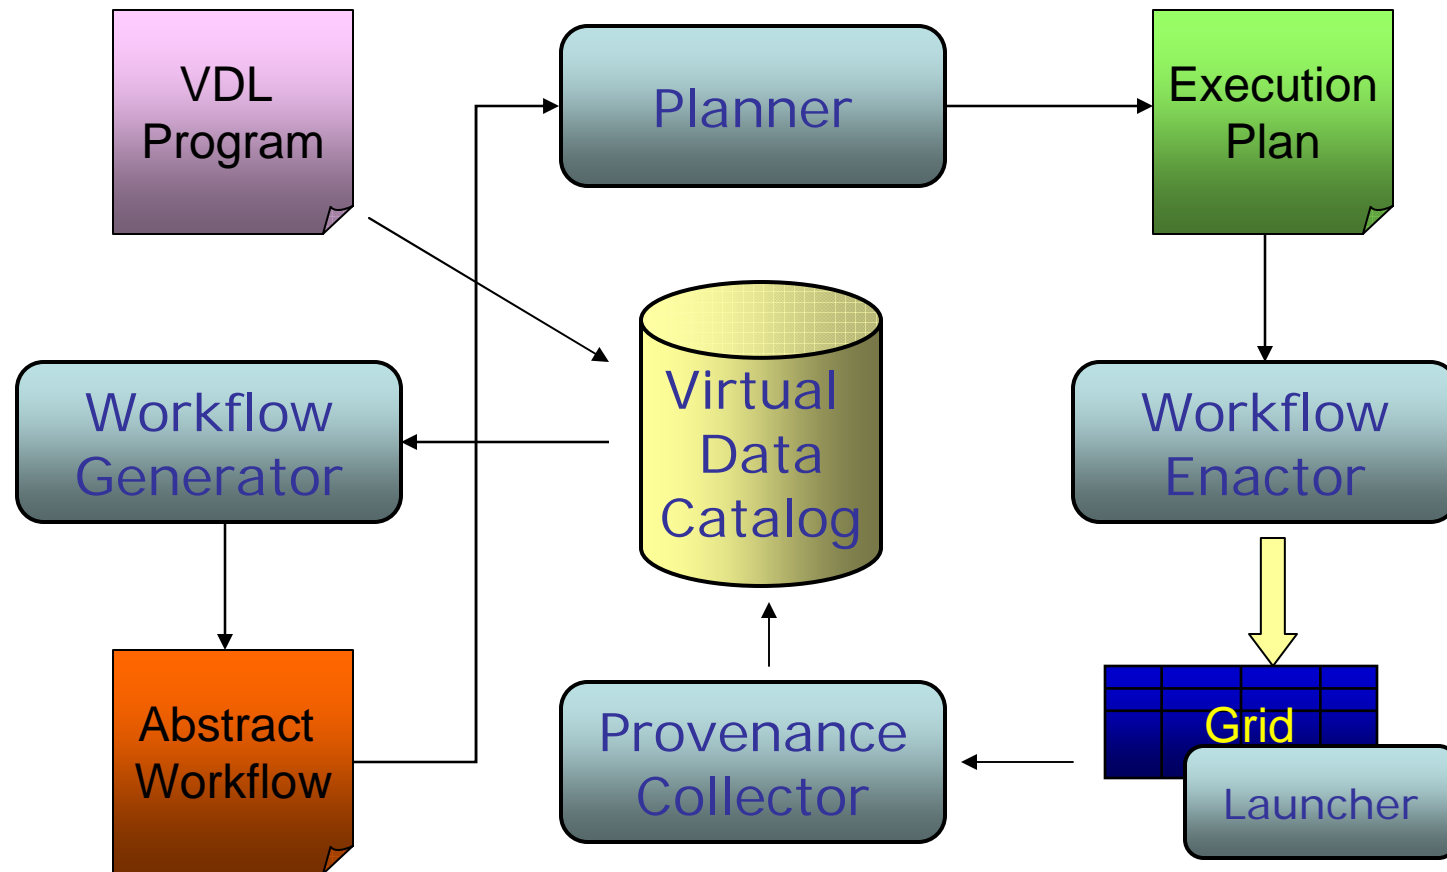 VDL
Program
Planner
Execution
Plan
Workflow
Generator
Virtual
Data
Catalog
Workflow
Enactor
Abstract
Workflow
Provenance
Collector
Grid
Launcher